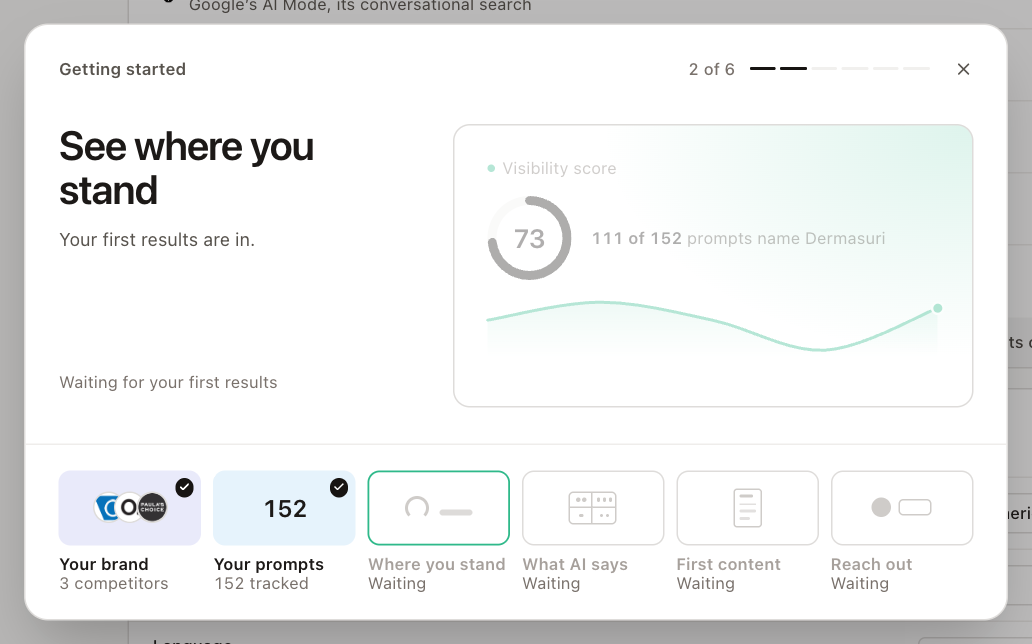 Google's AI Mode, its conversational search
Getting started
2 of 6
See where you
stand
Your first results are in.
Waiting for your first results
Visibility score
73
111 of 152 prompts name Dermasuri
ts
PAULA'S
CHOICE
152
Your brand
3 competitors
Your prompts
152 tracked
Where you stand
Waiting
What AI says
Waiting
First content
Waiting
Reach out
Waiting